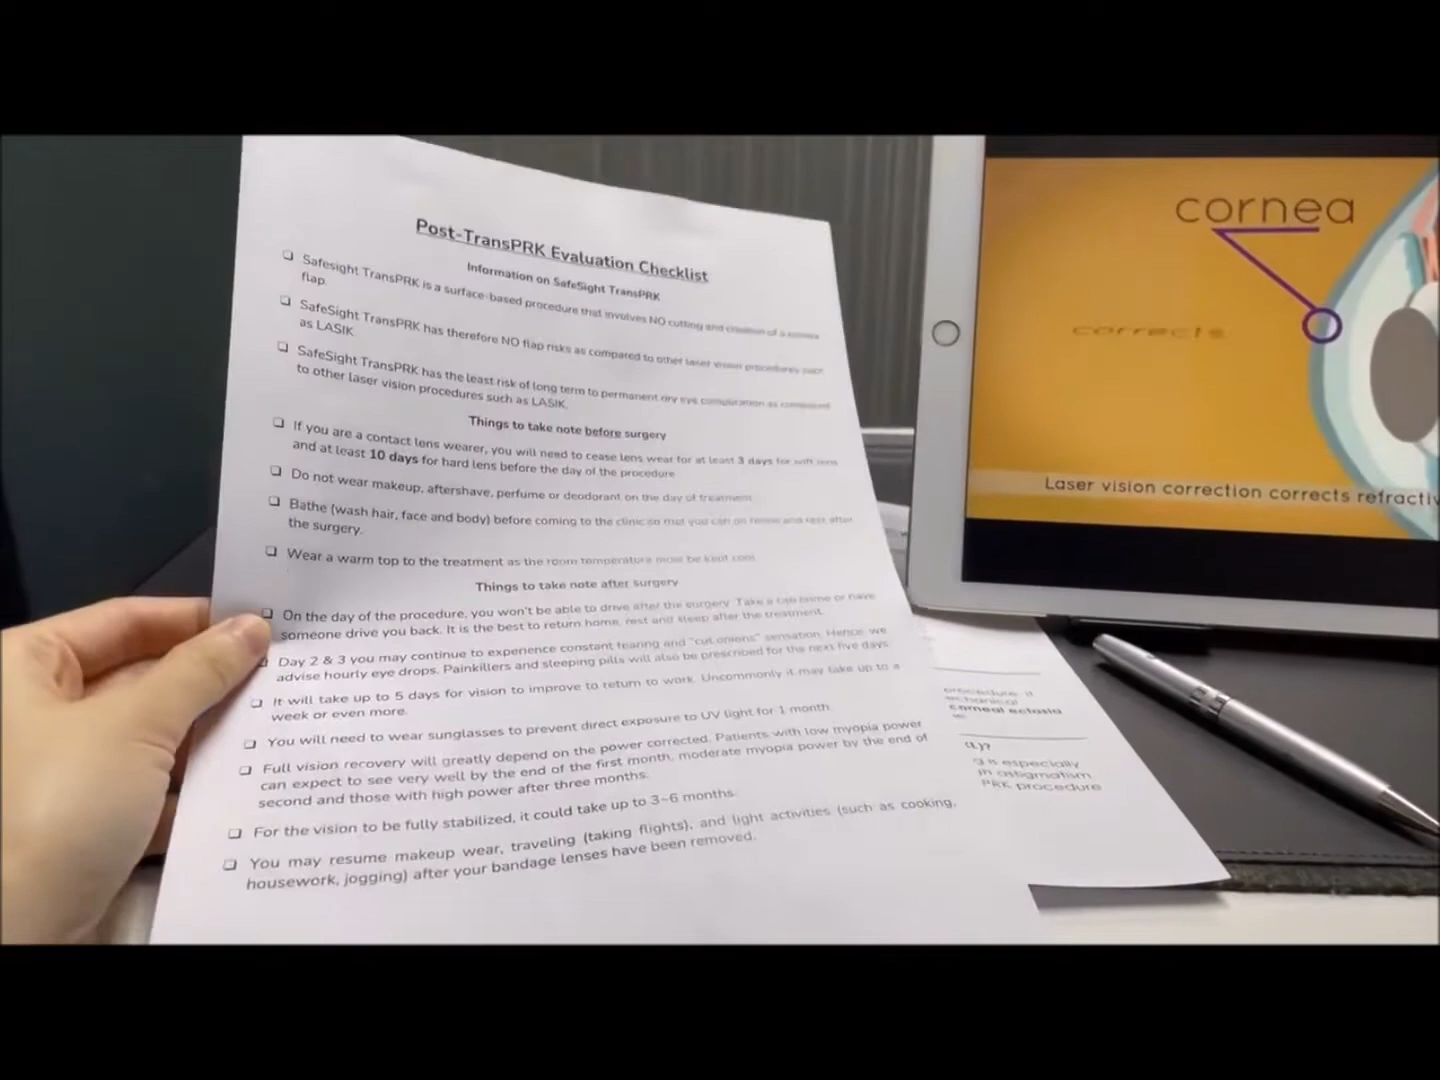 Post-TransPRK Evaluation Checklist
Information on SafeSight TransPRK
Safesight TransPRK is a surface-based procedure that involves NO cutting and creation of a cornea
flap.
SafeSight TransPRK has therefore NO flap risks as compared to other laser vision procedures such
as LASIK.
SafeSight TransPRK has the least risk of long term to permanent dry eye complication as compared
to other laser vision procedures such as LASIK.
Things to take note before surgery
If you are a contact lens wearer, you will need to cease lens wear for at least 3 days for soft lens
and at least 10 days for hard lens before the day of the procedure
Do not wear makeup, aftershave, perfume or deodorant on the day of treatment
Bathe (wash hair, face and body) before coming to the clinic so that you can go home and rest after
the surgery.
Wear a warm top to the treatment as the room temperature must be kept cool
Things to take note after surgery
On the day of the procedure, you won't be able to drive after the surgery. Take a cab home or have
someone drive you back. It is the best to return home, rest and sleep after the treatment.
Day 2 & 3 you may continue to experience constant tearing and "cut onions" sensation. Hence, we
advise hourly eye drops. Painkillers and sleeping pills will also be prescribed for the next five days.
It will take up to 5 days for vision to improve to return to work. Uncommonly it may take up to a
week or even more.
You will need to wear sunglasses to prevent direct exposure to UV light for 1 month.
Full vision recovery will greatly depend on the power corrected. Patients with low myopia power
can expect to see very well by the end of the first month, moderate myopia power by the end of
second and those with high power after three months.
For the vision to be fully stabilized, it could take up to 3~6 months.
You may resume makeup wear, traveling (taking flights), and light activities (such as cooking,
housework, jogging) after your bandage lenses have been removed.
cornea
corrects
Laser vision correction corrects refractiv
procedure. It
corneal ectasia
g is especially
in astigmatism
PRK procedure